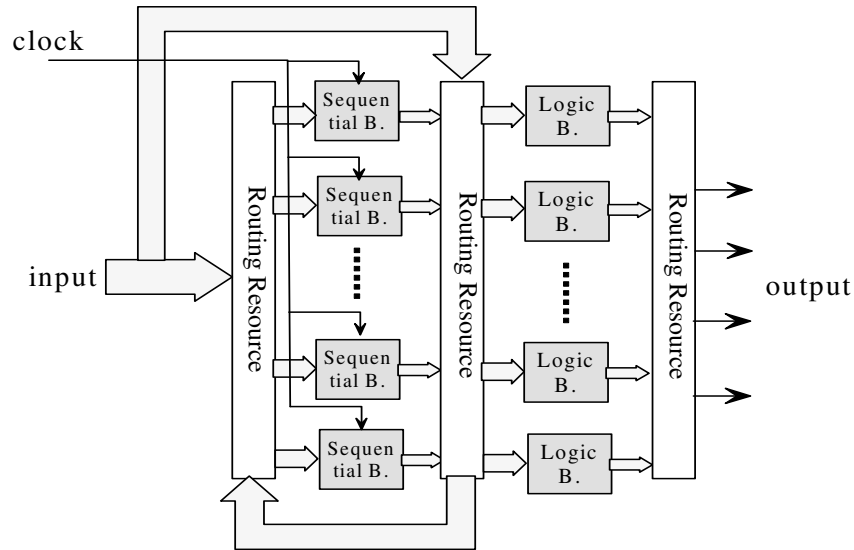 clock
input
Routing Resource
Sequen
tial B.
Sequen
tial B.
Sequen
tial B.
Sequen
tial B.
Routing Resource
Logic
B.
Logic
B.
Logic
B.
Logic
B.
Routing Resource
output